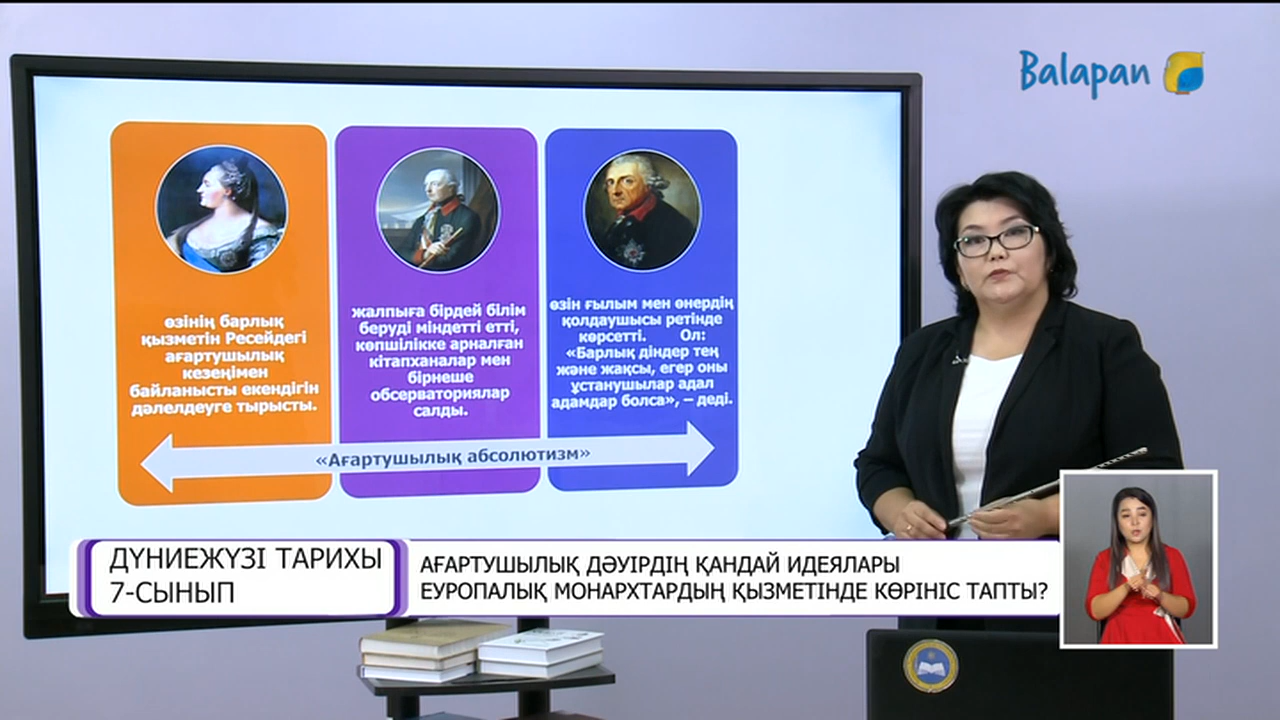 Balapan
өзінің барлық
қызметін Ресейдегі
ағартушылық
кезеңімен
байланысты екендігін
дәлелдеуге тырысты.
жалпыға бірдей білім
беруді міндетті етті,
көпшілікке арналған
кітапханалар мен
бірнеше
обсерваториялар
салды.
өзін ғылым мен өнердің
қолдаушысы ретінде
көрсетті. Ол:
«Барлық діндер тең
және жақсы, егер оны
ұстанушылар адал
адамдар болса», – деді.
«Ағартушылық абсолютизм»
ДҮНИЕЖҮЗІ ТАРИХЫ
7-СЫНЫП
АҒАРТУШЫЛЫҚ ДӘУІРДІҢ ҚАНДАЙ ИДЕЯЛАРЫ
ЕУРОПАЛЫҚ МОНАРХТАРДЫҢ ҚЫЗМЕТІНДЕ КӨРІНІС ТАПТЫ?